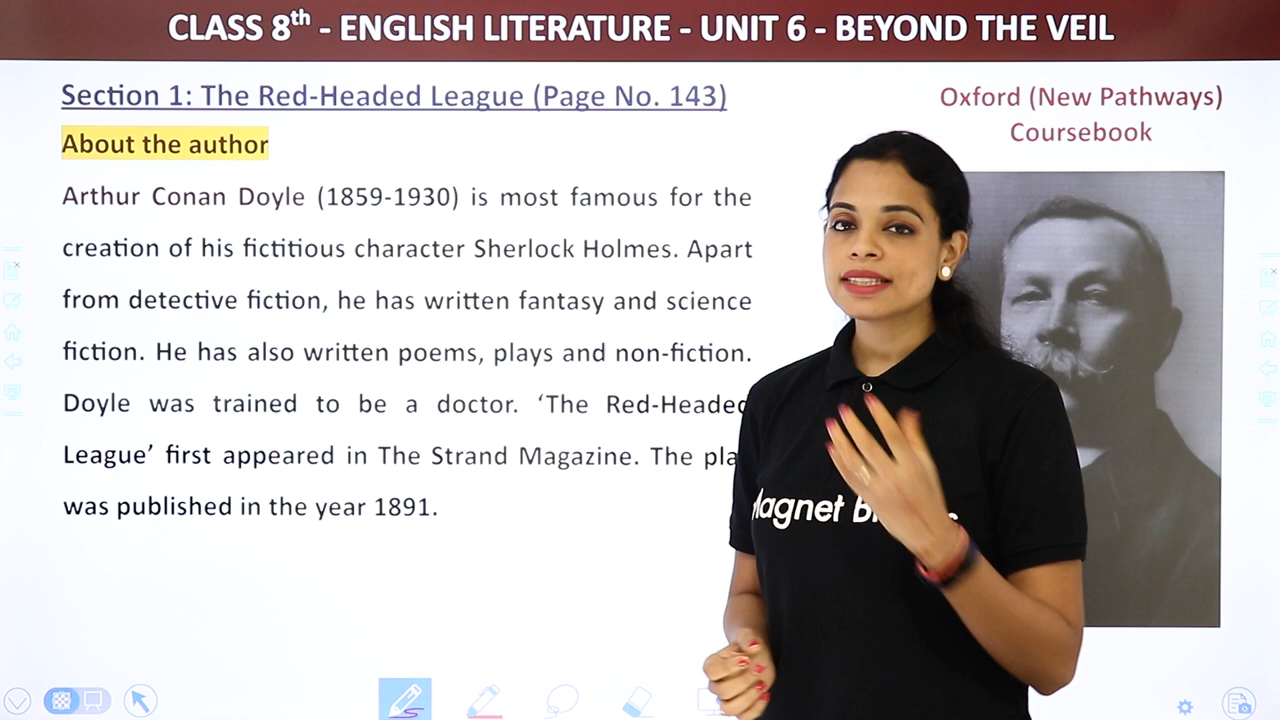 CLASS 8th - ENGLISH LITERATURE - UNIT 6 - BEYOND THE VEIL
Section 1: The Red-Headed League (Page No. 143)
Oxford (New Pathways)
Coursebook
About the author
Arthur Conan Doyle (1859-1930) is most famous for the
creation of his fictitious character Sherlock Holmes. Apart
from detective fiction, he has written fantasy and science
fiction. He has also written poems, plays and non-fiction.
Doyle was trained to be a doctor. ‘The Red-Headed
League’ first appeared in The Strand Magazine. The
was published in the year 1891.